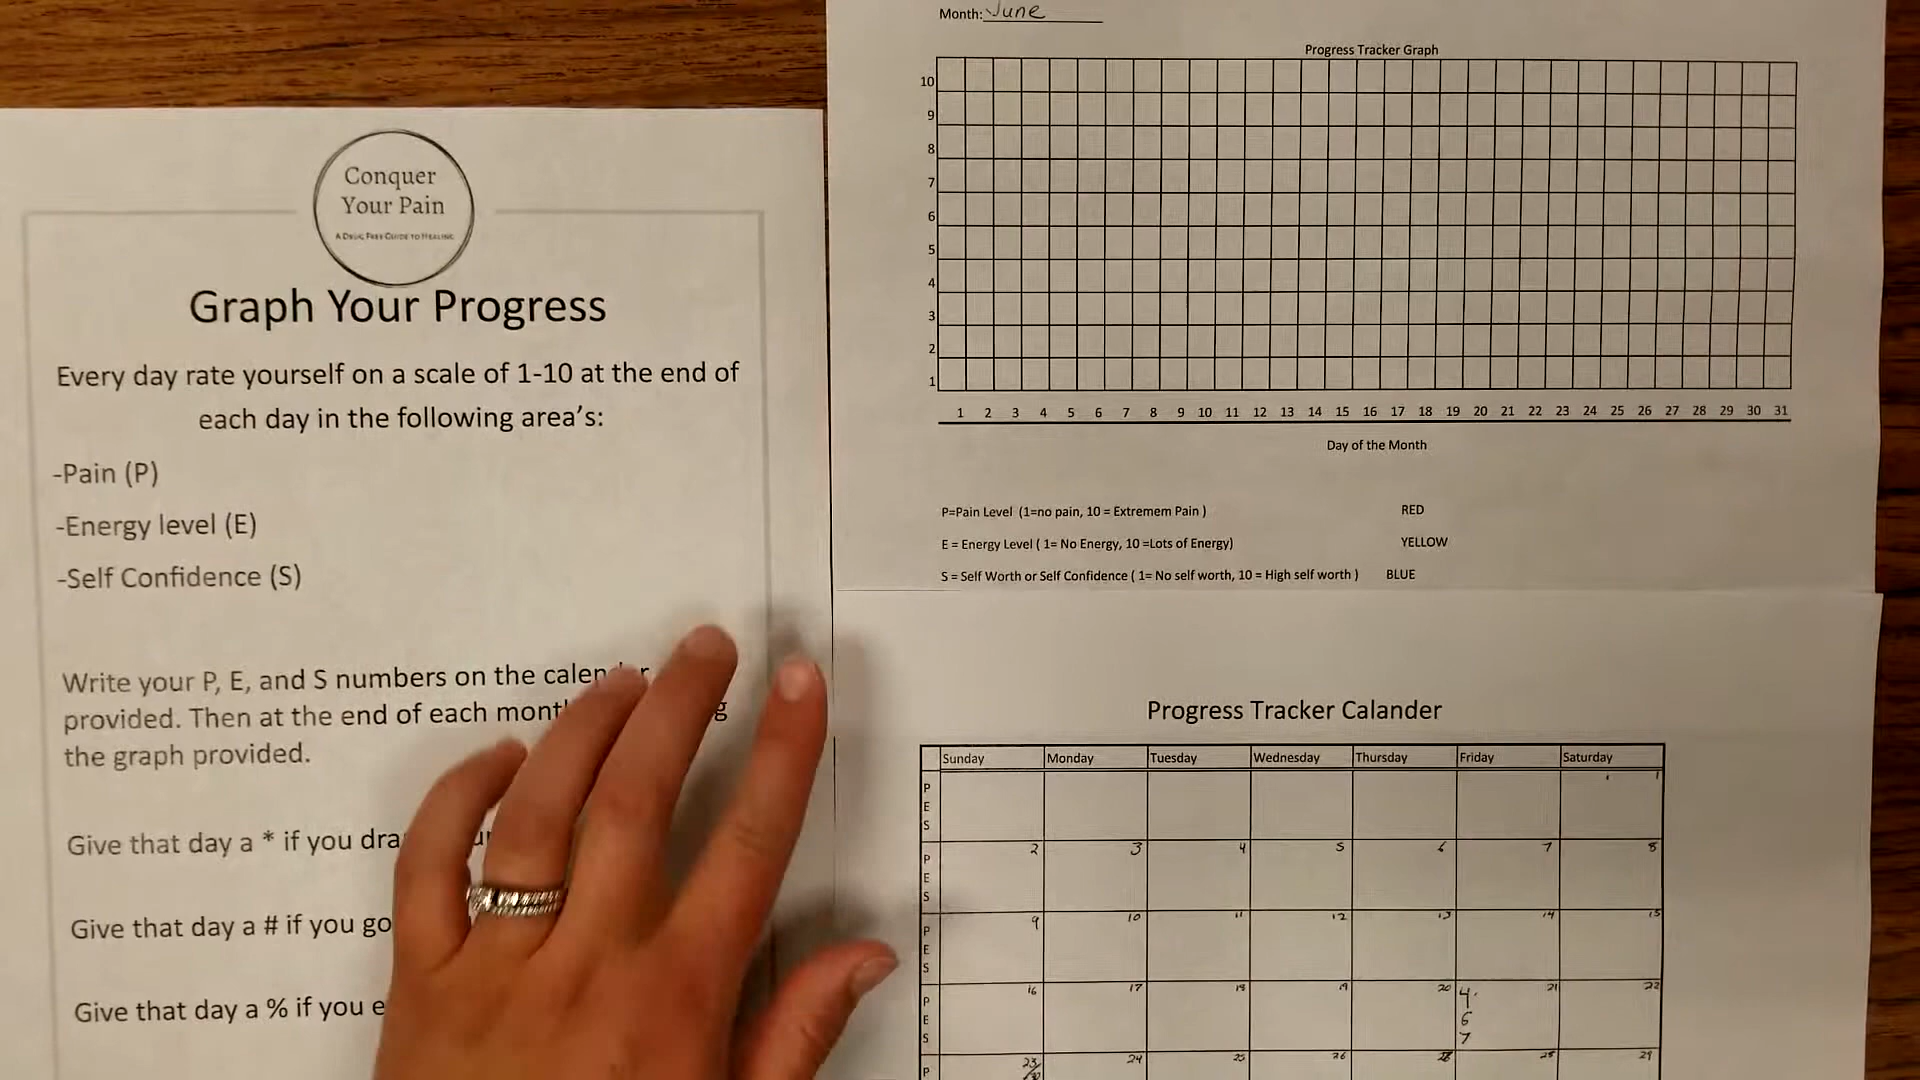 Conquer
Your Pain
A Drug Free Guide to Healing
Graph Your Progress
Every day rate yourself on a scale of 1-10 at the end of
each day in the following area's:
-Pain (P)
-Energy level (E)
-Self Confidence (S)
Write your P, E, and S numbers on the
provided. Then at the end of each
the graph provided.
Give that day a * if you
Give that day a # if you
Give that day a % if you
Month: June
Progress Tracker Graph
10
9
8
7
6
5
4
3
2
1
1 2 3 4 5 6 7 8 9 10 11 12 13 14 15 16 17 18 19 20 21 22 23 24 25 26 27 28 29 30 31
Day of the Month
P=Pain Level (1=no pain, 10 = Extremem Pain ) RED
E = Energy Level ( 1= No Energy, 10 =Lots of Energy) YELLOW
S = Self Worth or Self Confidence ( 1= No self worth, 10 = High self worth ) BLUE
Progress Tracker Calander
Sunday Monday Tuesday Wednesday Thursday Friday Saturday
1
P
E
S
2 3 4 5 6 7 8
P
E
S
9 10 11 12 13 14 15
P
E
S
16 17 18 19 20 21 22
P 4
E 6
S 7
23/30 24 25 26 29
P